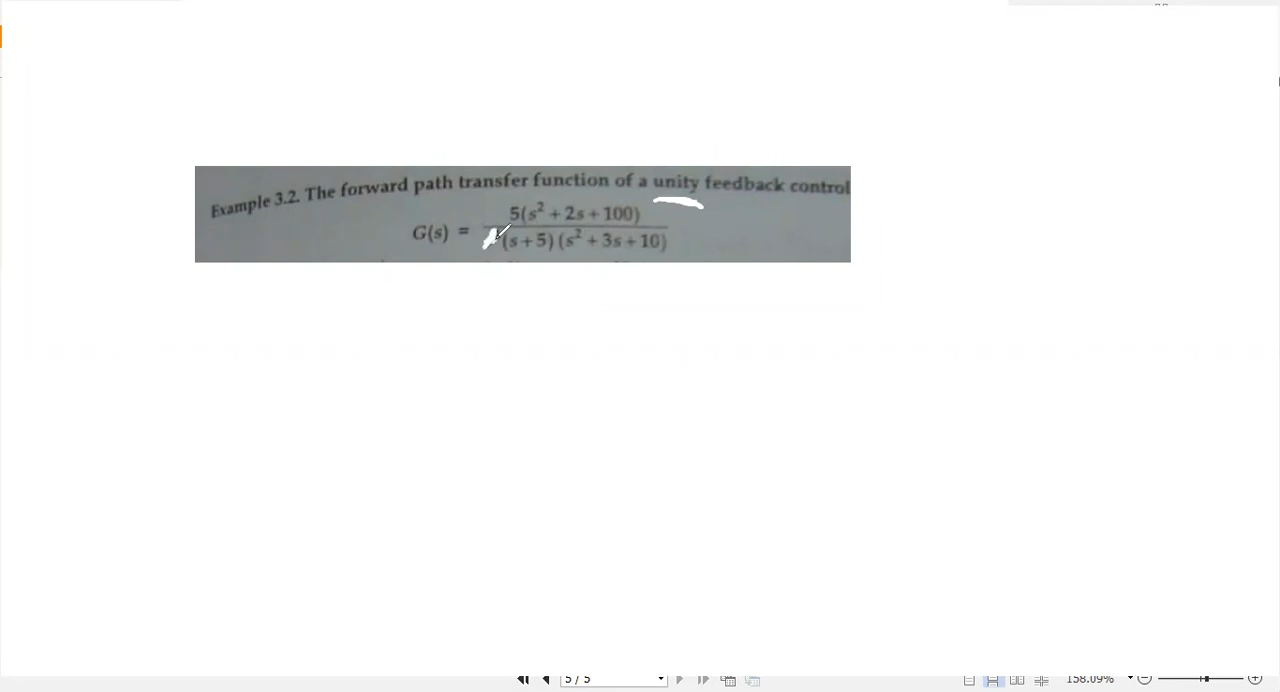 Example 3.2. The forward path transfer function of a unity feedback control
G(s) = 5(s² + 2s + 100) / (s + 5) (s² + 3s + 10)
5 / 5
158.09%